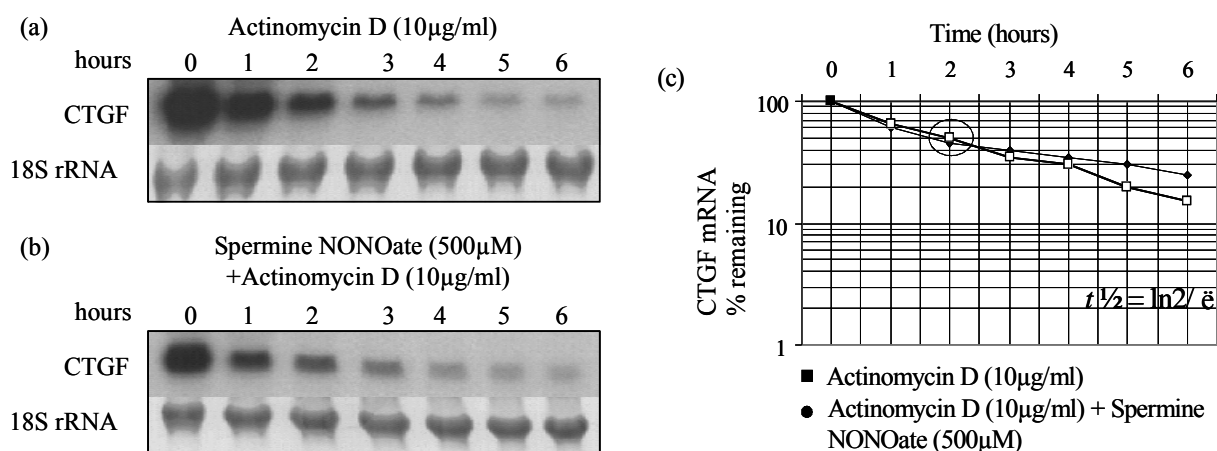 (a)
Actinomycin D (10µg/ml)
hours 0 1 2 3 4 5 6
CTGF
18S rRNA
(b)
Spermine NONOate (500µM)
+Actinomycin D (10µg/ml)
hours 0 1 2 3 4 5 6
CTGF
18S rRNA
(c)
Time (hours)
0 1 2 3 4 5 6
100
10
1
CTGF mRNA
% remaining
t ½ = ln2/ ë
■ Actinomycin D (10µg/ml)
● Actinomycin D (10µg/ml) + Spermine
NONOate (500µM)